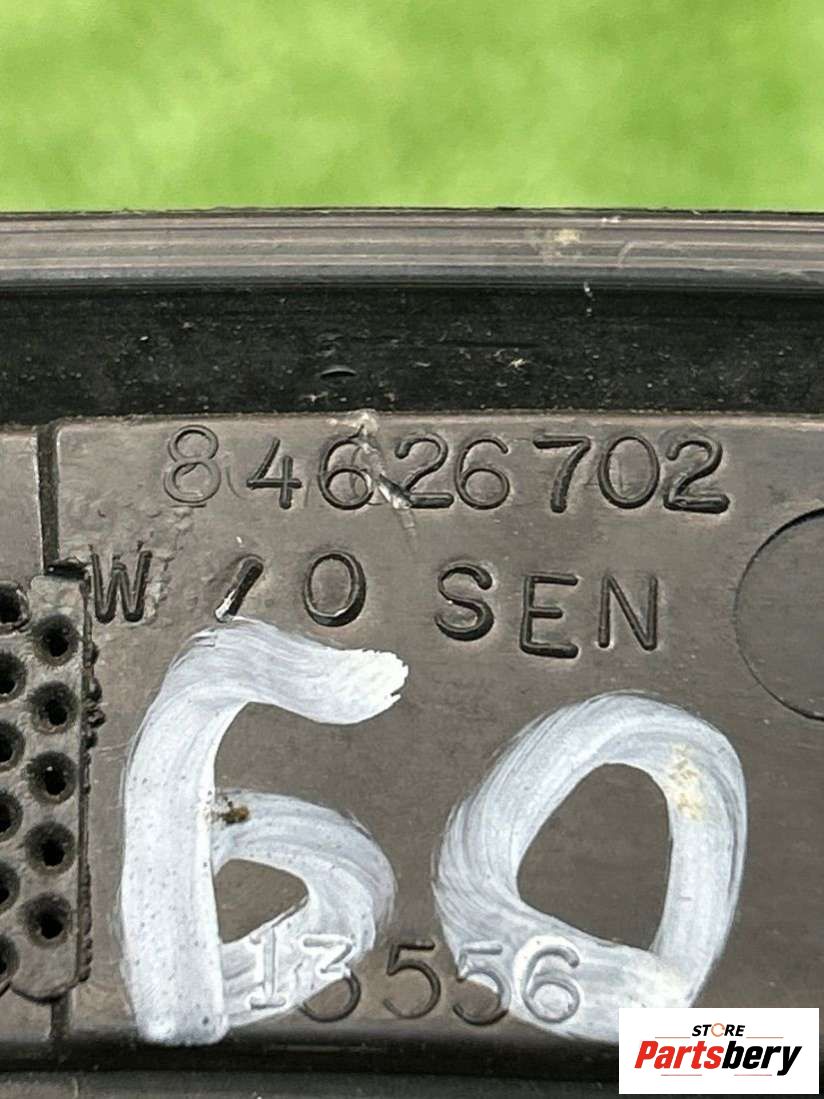 84626702
W/O SEN
60
13556
STORE
Partsbery